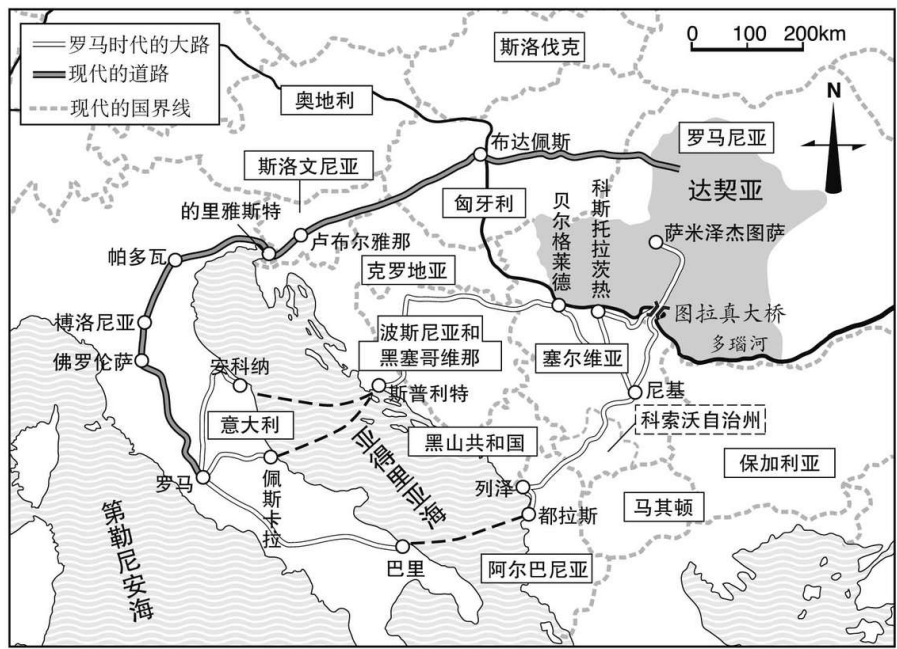 罗马时代的大路
现代的道路
现代的国界线
斯洛伐克
0 100 200km
N
奥地利
布达佩斯
罗马尼亚
斯洛文尼亚
达契亚
匈牙利
贝尔格莱德
科斯托拉茨热
的里雅斯特
卢布尔雅那
萨米泽杰图萨
帕多瓦
克罗地亚
图拉真大桥
多瑙河
博洛尼亚
波斯尼亚和
黑塞哥维那
塞尔维亚
佛罗伦萨
安科纳
斯普利特
尼基
科索沃自治州
意大利
黑山共和国
亚得里亚海
保加利亚
罗马
佩斯卡拉
列泽
都拉斯
马其顿
第勒尼安海
巴里
阿尔巴尼亚